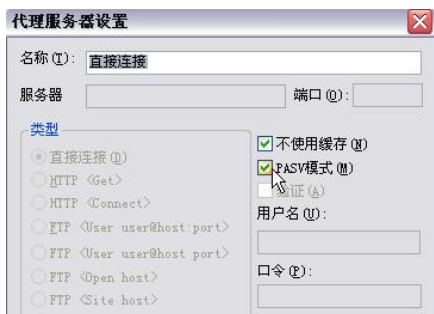 代理服务器设置
名称(T): 直接连接
服务器 端口(O):
类型
不使用缓存(N)
直接连接(D)
PASV模式(M)
HTTP <Get>
验证(A)
HTTP <Connect>
用户名(U):
FTP <User user@host:port>
FTP <User user@host port>
口令(P):
FTP <Open host>
FTP <Site host>